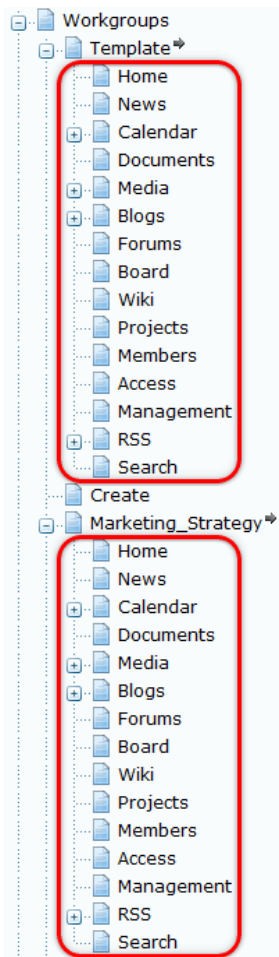 Workgroups
Template
Home
News
Calendar
Documents
Media
Blogs
Forums
Board
Wiki
Projects
Members
Access
Management
RSS
Search
Create
Marketing_Strategy
Home
News
Calendar
Documents
Media
Blogs
Forums
Board
Wiki
Projects
Members
Access
Management
RSS
Search